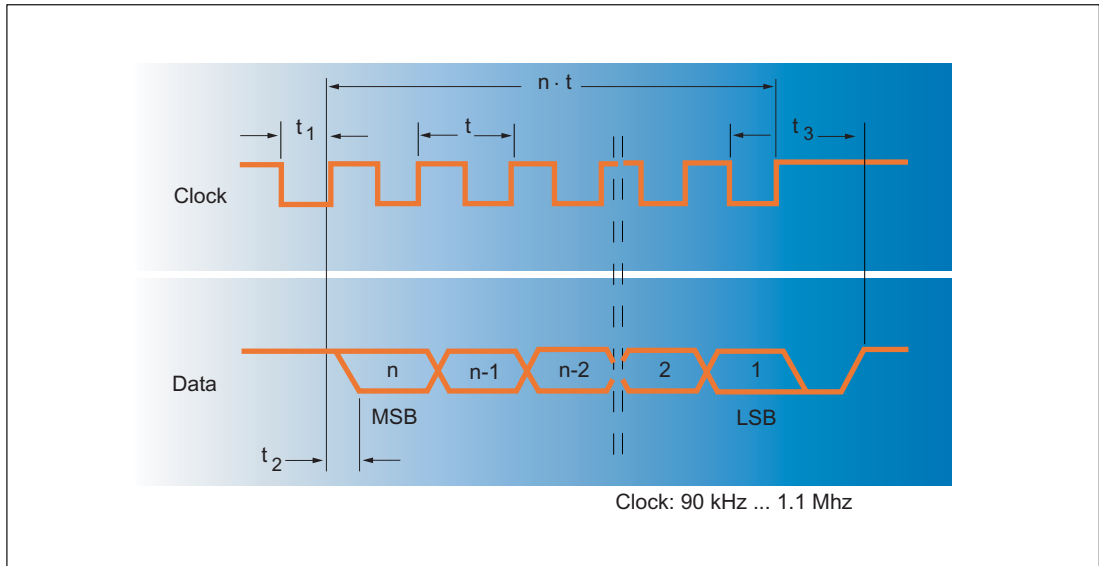 n · t
t 1
t
t 3
Clock
Data
n
n-1
n-2
2
1
MSB
LSB
t 2
Clock: 90 kHz ... 1.1 Mhz